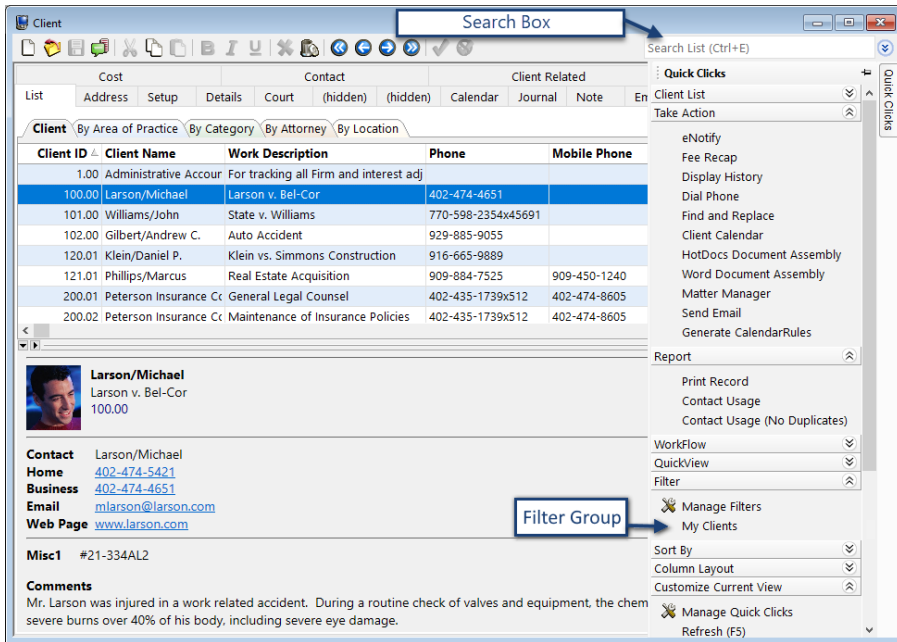 Client
Search Box
Search List (Ctrl+E)
Cost Contact Client Related
List Address Setup Details Court (hidden) (hidden) Calendar Journal Note
Client By Area of Practice By Category By Attorney By Location
Client ID Client Name Work Description Phone Mobile Phone
1.00 Administrative Accour For tracking all Firm and interest adj
100.00 Larson/Michael Larson v. Bel-Cor 402-474-4651
101.00 Williams/John State v. Williams 770-598-2354x45691
102.00 Gilbert/Andrew C. Auto Accident 929-885-9055
120.01 Klein/Daniel P. Klein vs. Simmons Construction 916-665-9889
121.01 Phillips/Marcus Real Estate Acquisition 909-884-7525 909-450-1240
200.01 Peterson Insurance Cc General Legal Counsel 402-435-1739x512 402-474-8605
200.02 Peterson Insurance Cc Maintenance of Insurance Policies 402-435-1739x512 402-474-8605
Larson/Michael
Larson v. Bel-Cor
100.00
Contact Larson/Michael
Home 402-474-5421
Business 402-474-4651
Email mlarson@larson.com
Web Page www.larson.com
Misc1 #21-334AL2
Comments
Mr. Larson was injured in a work related accident. During a routine check of valves and equipment, the chem
severe burns over 40% of his body, including severe eye damage.
Quick Clicks
Client List
Take Action
eNotify
Fee Recap
Display History
Dial Phone
Find and Replace
Client Calendar
HotDocs Document Assembly
Word Document Assembly
Matter Manager
Send Email
Generate CalendarRules
Report
Print Record
Contact Usage
Contact Usage (No Duplicates)
WorkFlow
QuickView
Filter
Manage Filters
Filter Group
My Clients
Sort By
Column Layout
Customize Current View
Manage Quick Clicks
Refresh (F5)
Quick Clicks